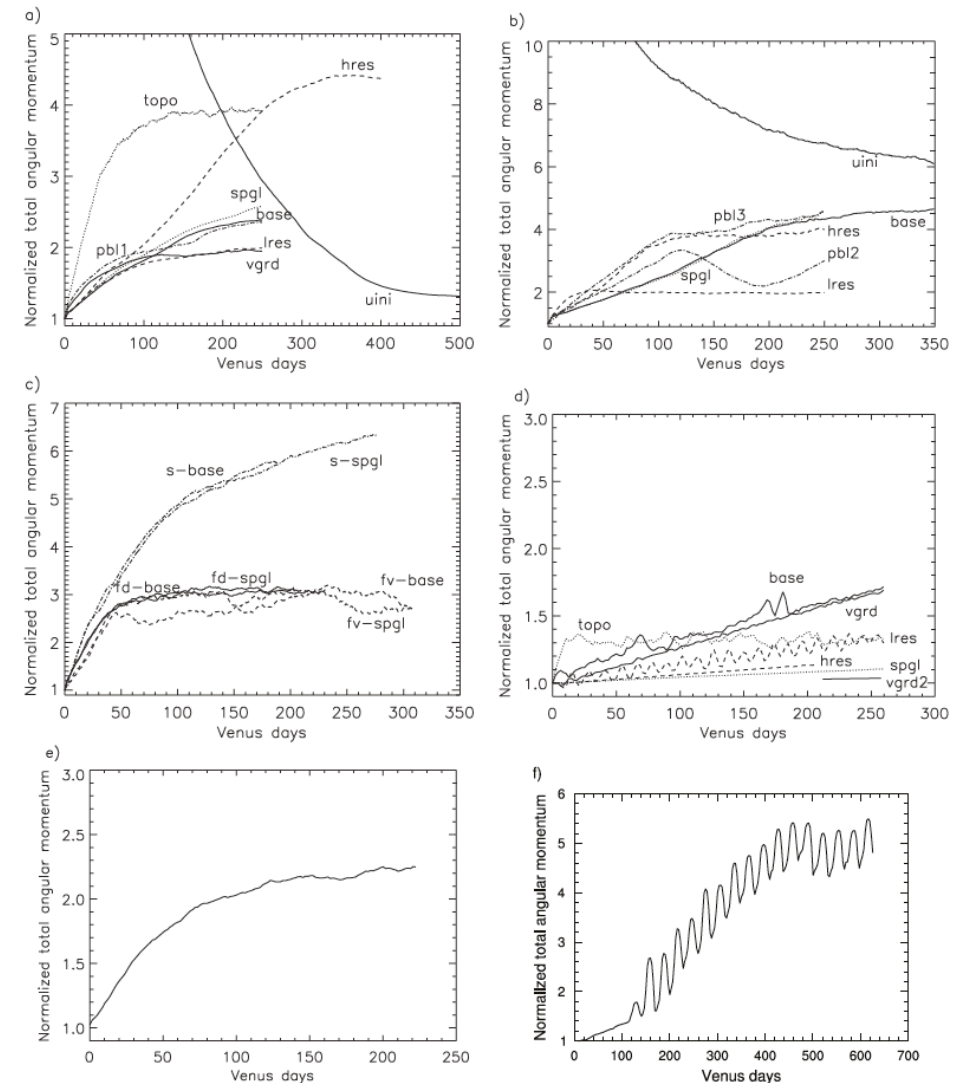 a)
Normalized total angular momentum
5
4
3
2
1
topo
hres
spgl
base
pbl1
lres
vgrd
uini
0 100 200 300 400 500
Venus days
b)
Normalized total angular momentum
10
8
6
4
2
uini
pbl3
base
hres
pbl2
spgl
lres
0 50 100 150 200 250 300 350
Venus days
c)
Normalized total angular momentum
7
6
5
4
3
2
1
s-base
s-spgl
fd-base
fd-spgl
fv-base
fv-spgl
0 50 100 150 200 250 300 350
Venus days
d)
Normalized total angular momentum
3.0
2.5
2.0
1.5
1.0
base
vgrd
topo
lres
hres
spgl
vgrd2
0 50 100 150 200 250 300
Venus days
e)
Normalized total angular momentum
3.0
2.5
2.0
1.5
1.0
0 50 100 150 200 250
Venus days
f)
Normalized total angular momentum
6
5
4
3
2
1
0 100 200 300 400 500 600 700
Venus days